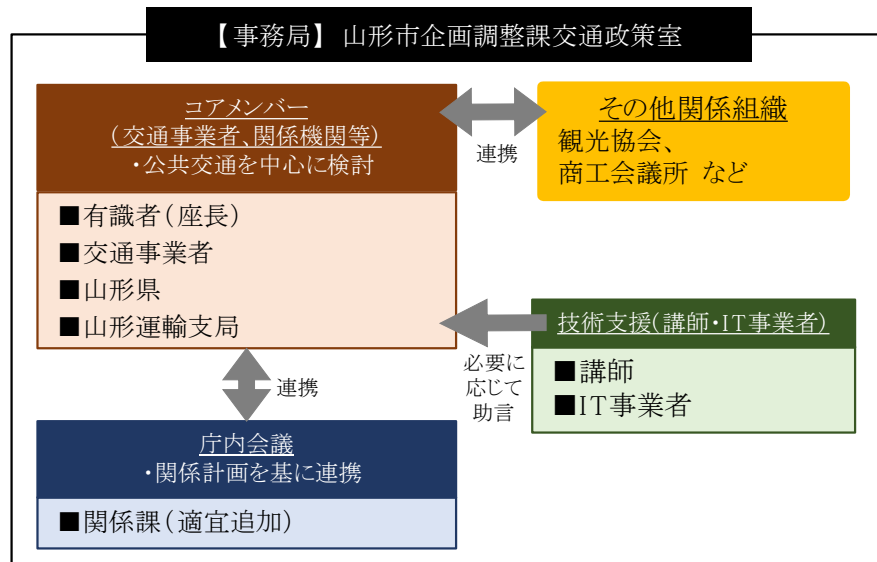 【事務局】 山形市企画調整課交通政策室
コアメンバー
(交通事業者、関係機関等)
・公共交通を中心に検討
■有識者(座長)
■交通事業者
■山形県
■山形運輸支局
連携
その他関係組織
観光協会、
商工会議所 など
技術支援(講師・IT事業者)
■講師
■IT事業者
必要に
応じて
助言
連携
庁内会議
・関係計画を基に連携
■関係課(適宜追加)